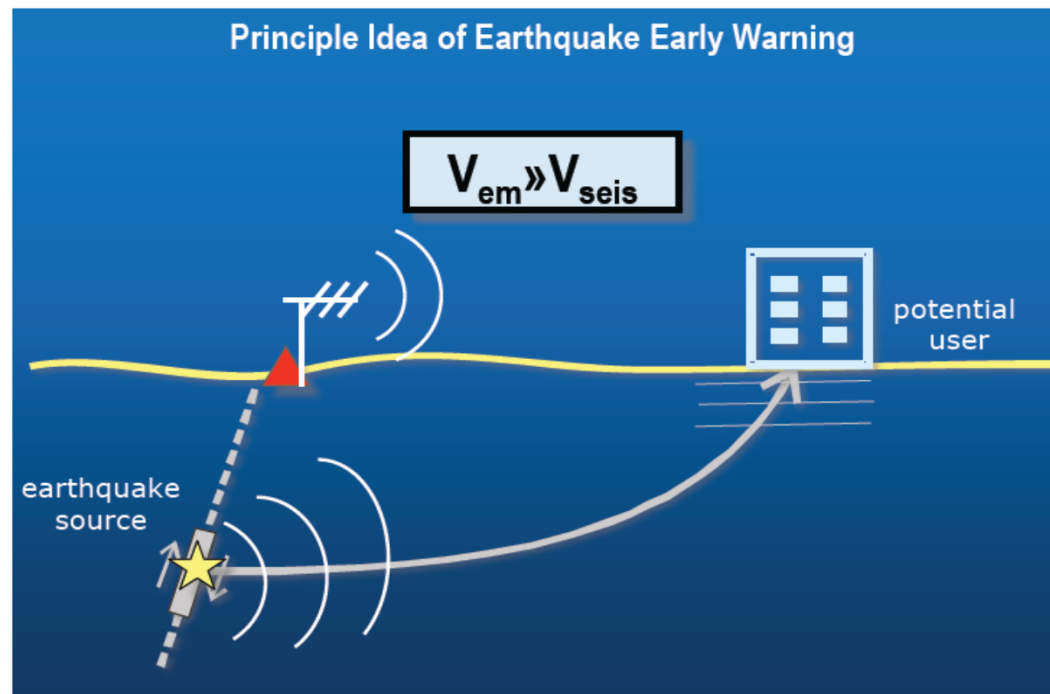 Principle Idea of Earthquake Early Warning
Vem»Vseis
potential
user
earthquake
source